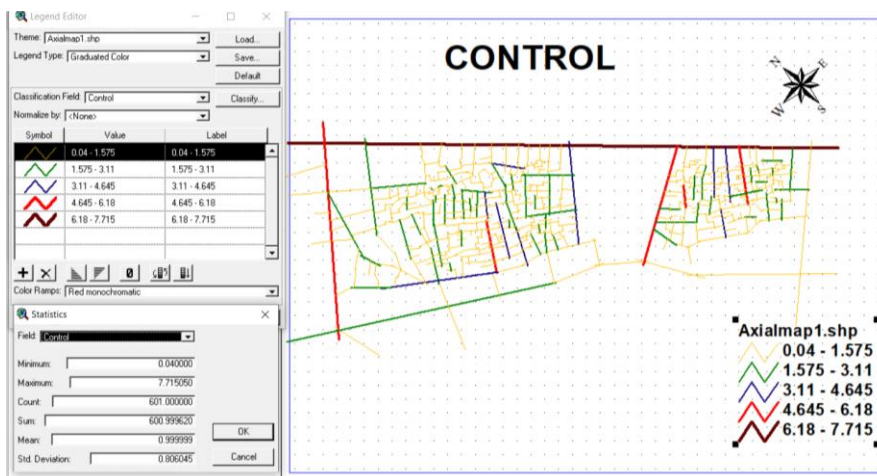 Legend Editor
Theme: Axialmap1.shp
Load...
Legend Type: Graduated Color
Save...
Default
Classification Field: Control
Classify...
Normalize by: <None>
Symbol Value Label
0.04 - 1.575 0.04 - 1.575
1.575 - 3.11 1.575 - 3.11
3.11 - 4.645 3.11 - 4.645
4.645 - 6.18 4.645 - 6.18
6.18 - 7.715 6.18 - 7.715
Color Ramps: Red monochromatic
Statistics
Field: Control
Minimum: 0.040000
Maximum: 7.715050
Count: 601.000000
Sum: 600.999620
Mean: 0.999999
Std. Deviation: 0.806045
OK
Cancel
CONTROL
N
E
W
S
Axialmap1.shp
0.04 - 1.575
1.575 - 3.11
3.11 - 4.645
4.645 - 6.18
6.18 - 7.715